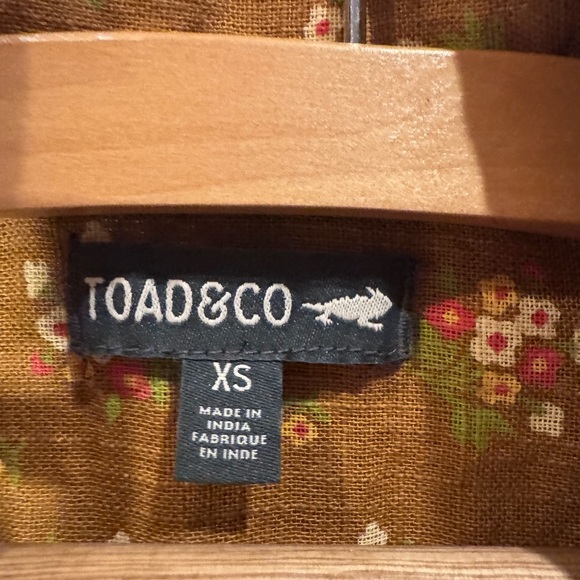 TOAD&CO
XS
MADE IN
INDIA
FABRIQUE
EN INDE